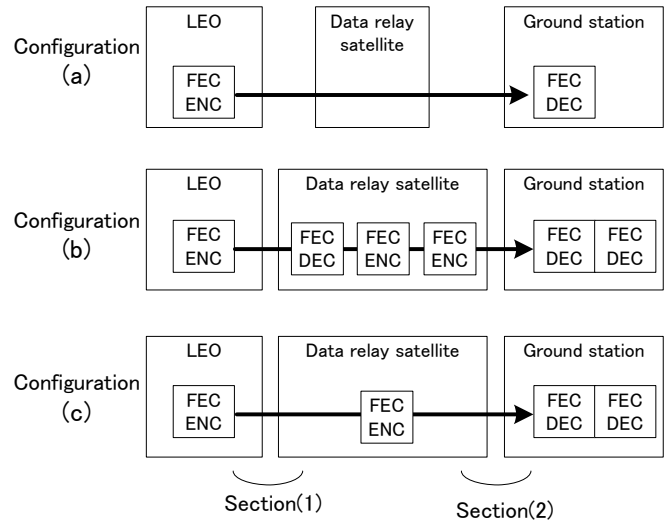 LEO
Data relay
satellite
Ground station
Configuration
(a)
FEC
ENC
FEC
DEC
LEO
Data relay satellite
Ground station
Configuration
(b)
FEC
ENC
FEC
DEC
FEC
ENC
FEC
ENC
FEC
DEC
FEC
DEC
LEO
Data relay satellite
Ground station
Configuration
(c)
FEC
ENC
FEC
ENC
FEC
DEC
FEC
DEC
Section(1)
Section(2)